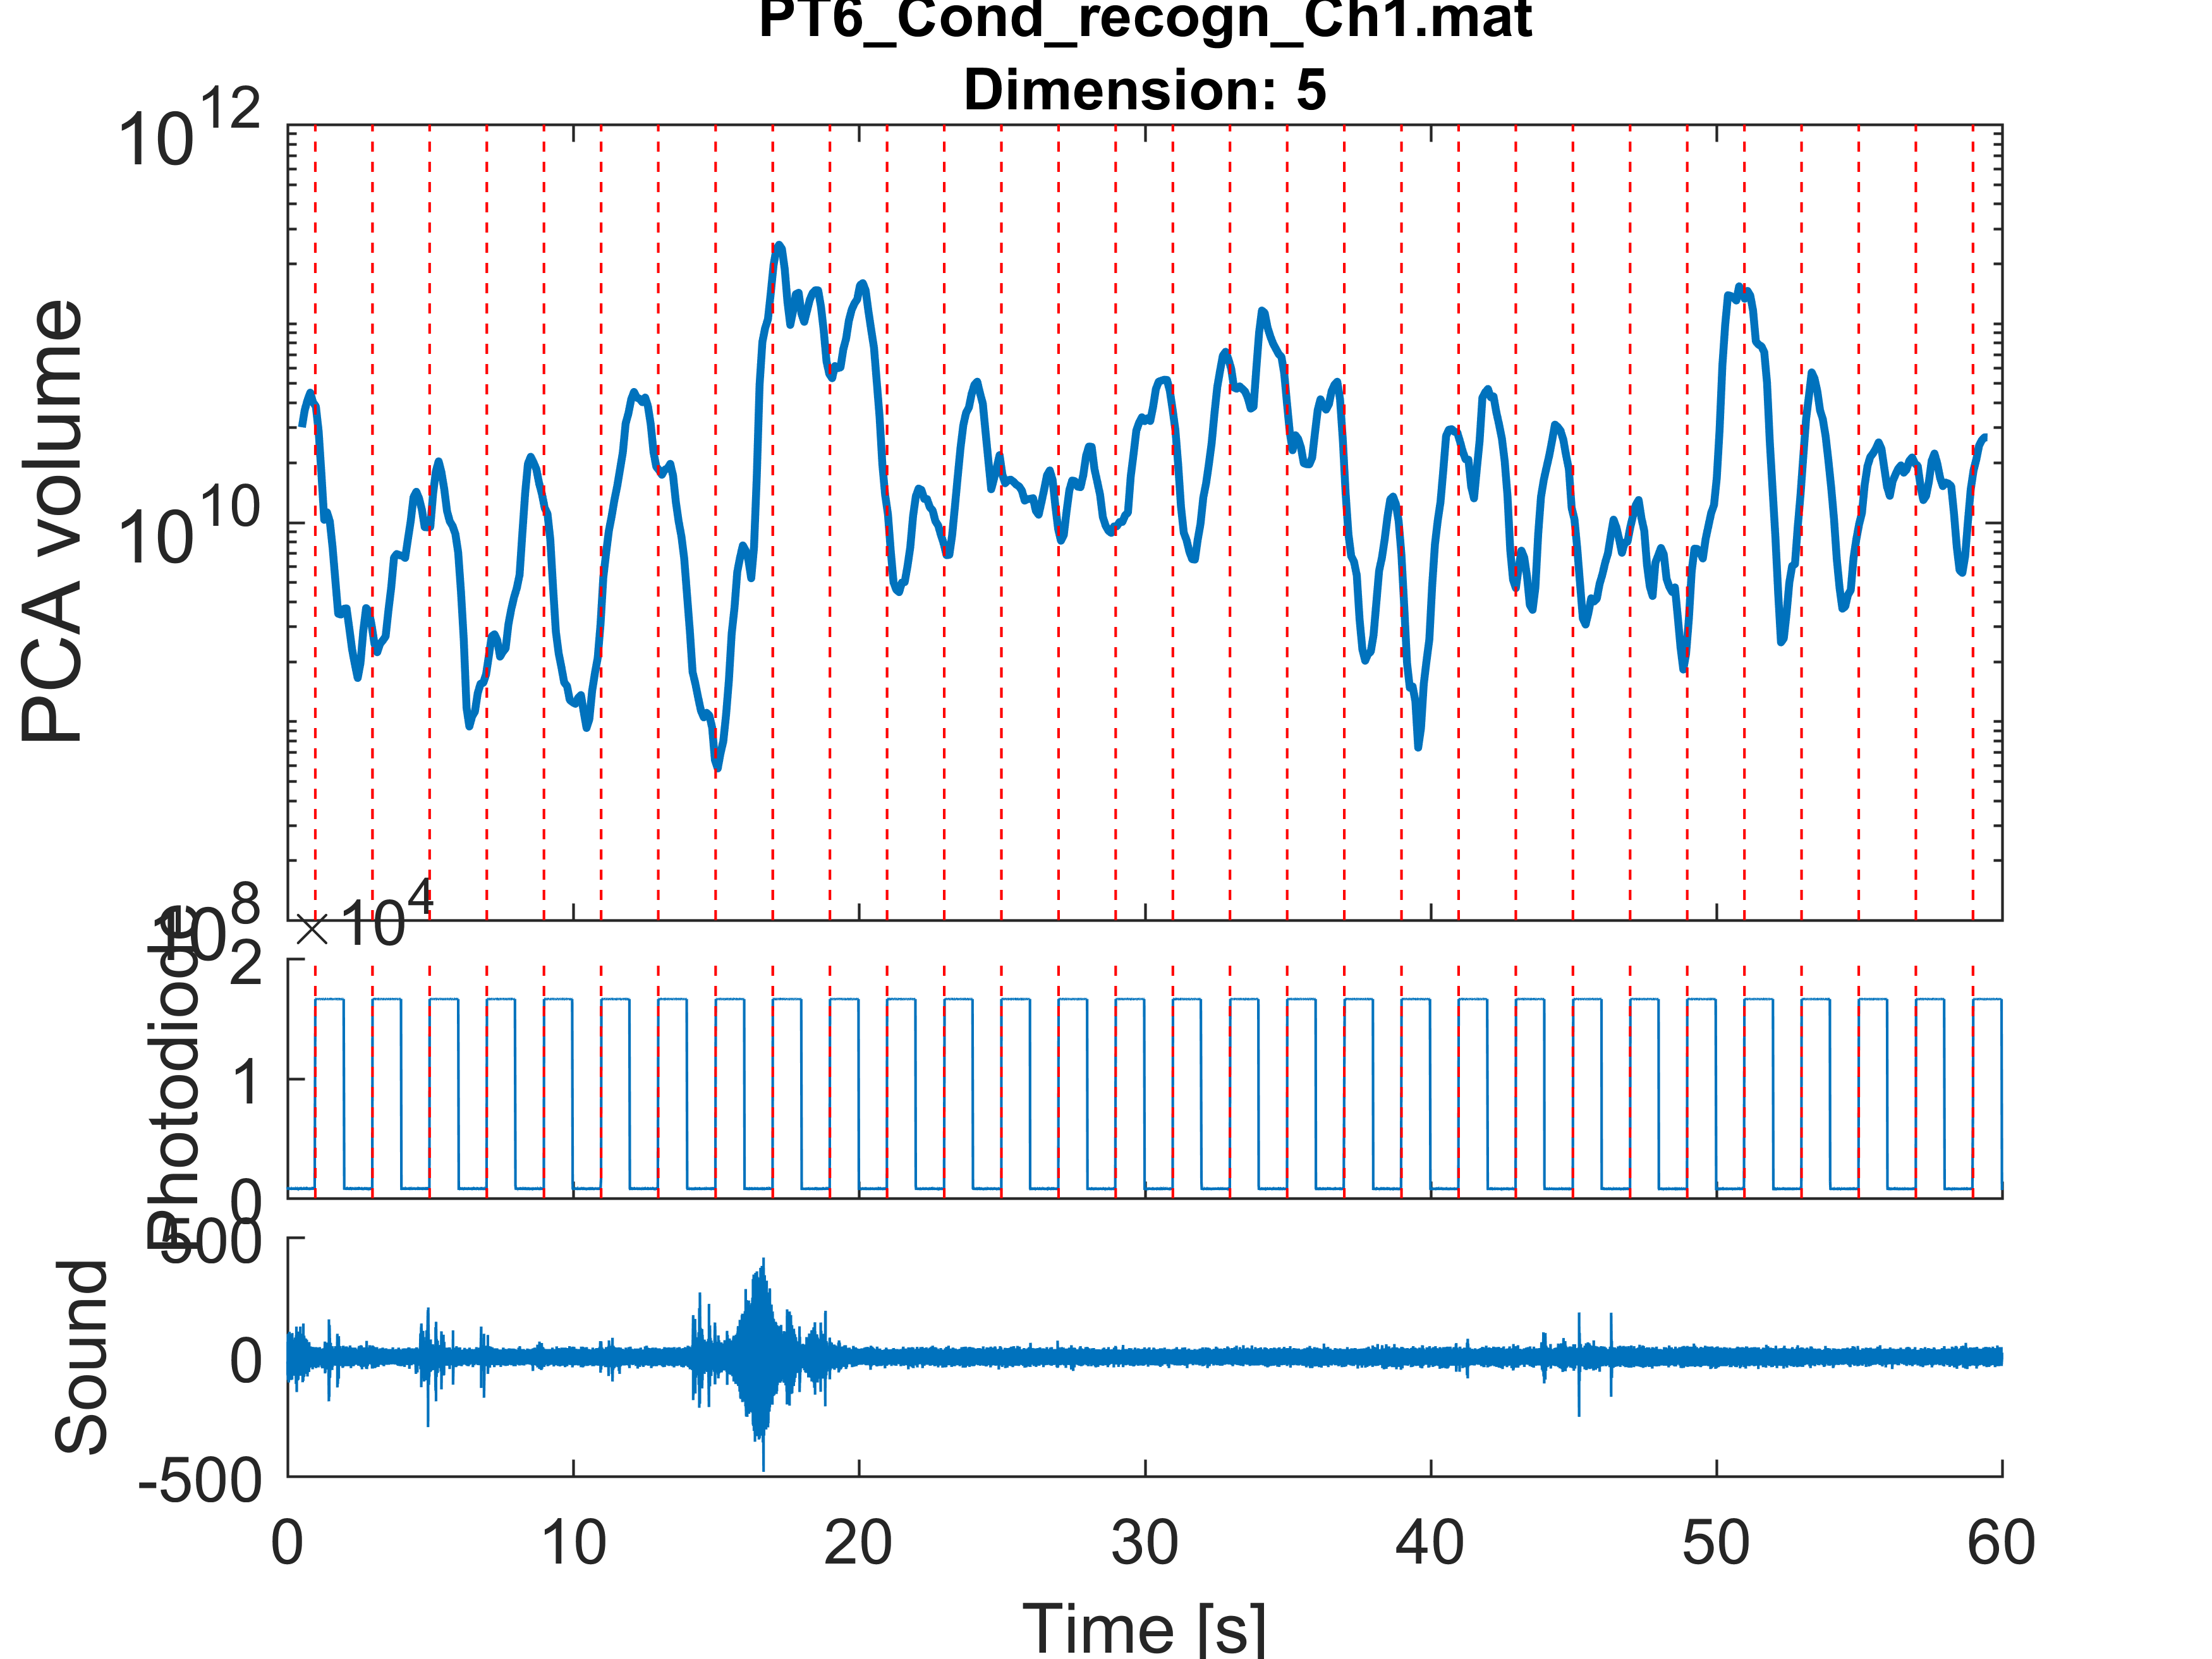 PT6_Cond_recogn_Ch1.mat
Dimension: 5
10^12
10^10
10^8
PCA volume
×10^4
2
1
0
Photodiode
500
0
-500
Sound
0 10 20 30 40 50 60
Time [s]